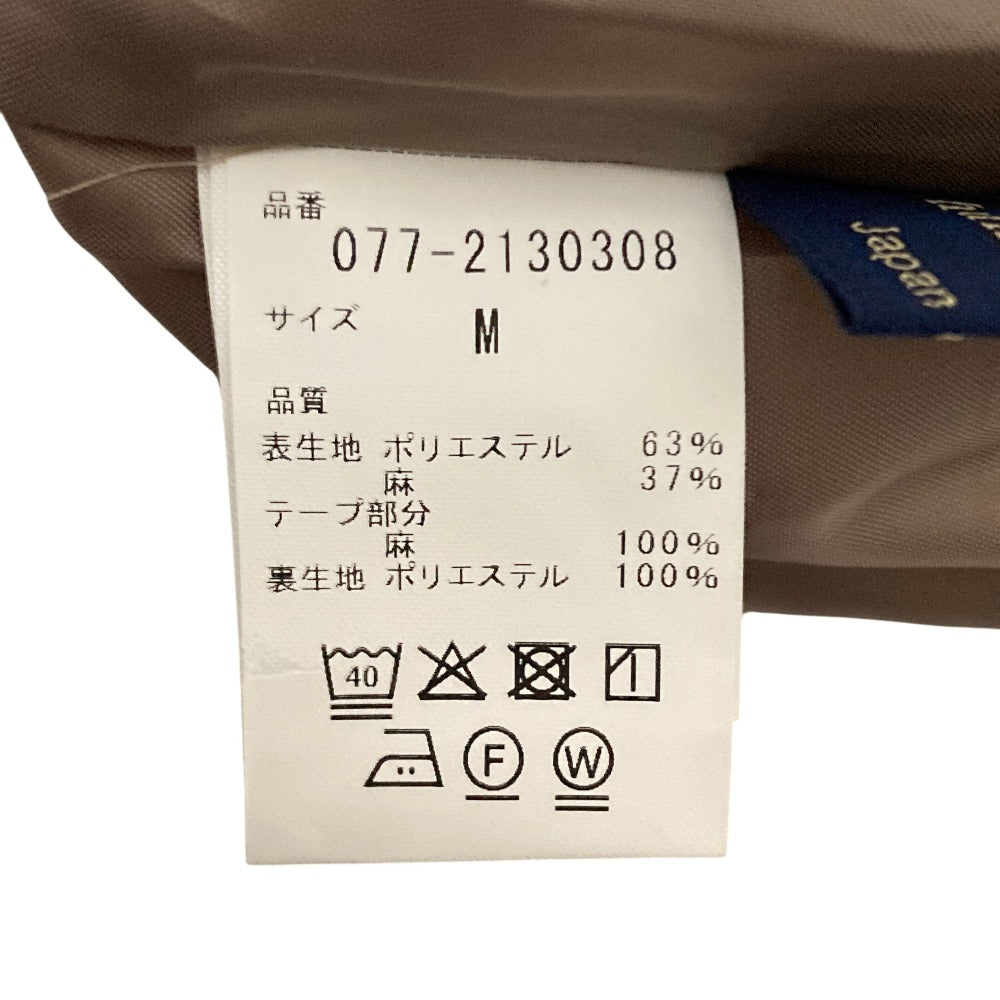 品番
077-2130308
サイズ M
品質
表生地 ポリエステル 63%
麻 37%
テープ部分
麻 100%
裏生地 ポリエステル 100%
40
F W
Japan